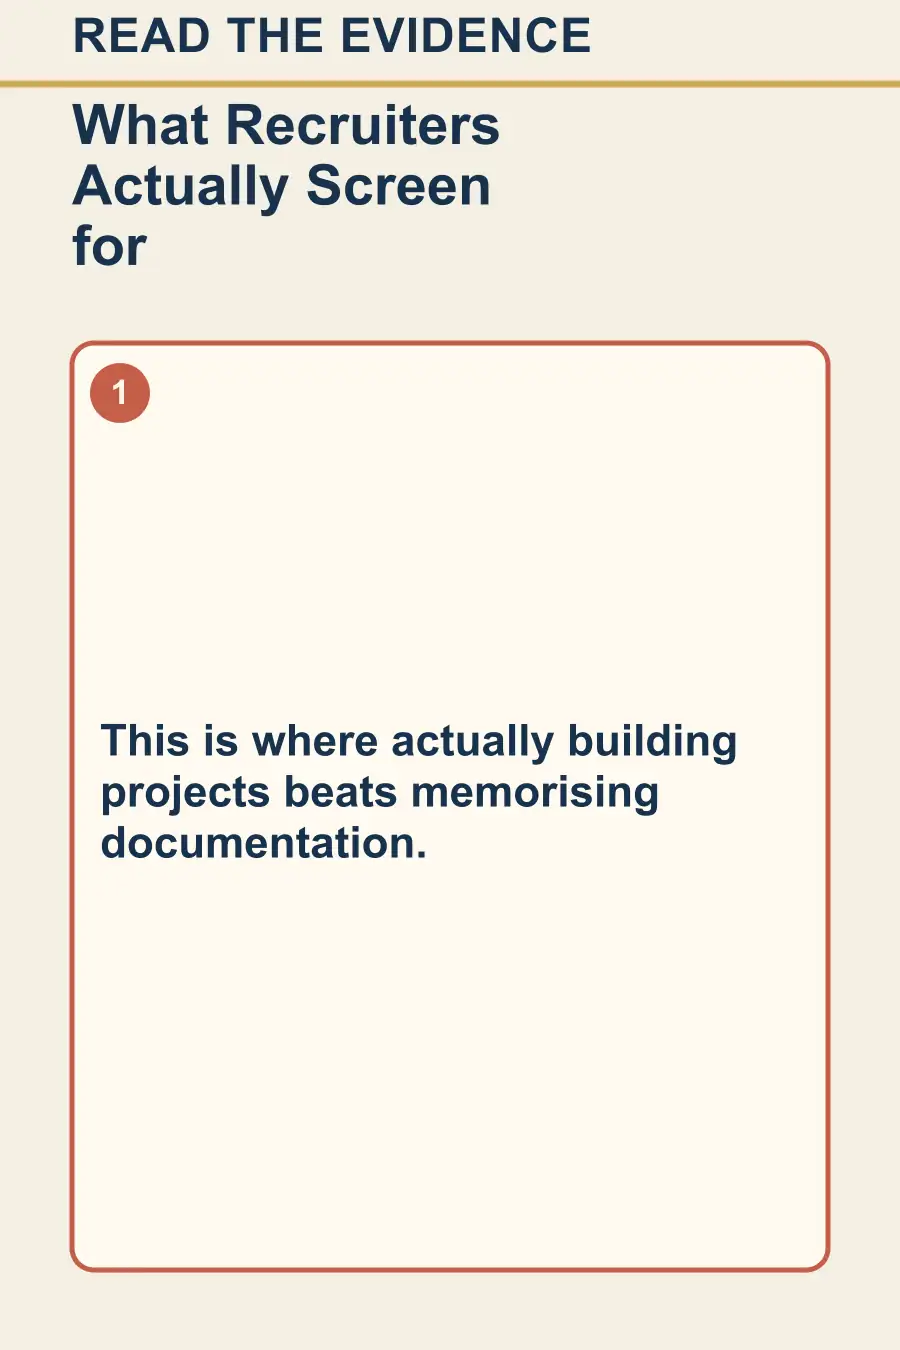 READ THE EVIDENCE
What Recruiters
Actually Screen
for
1
This is where actually building
projects beats memorising
documentation.